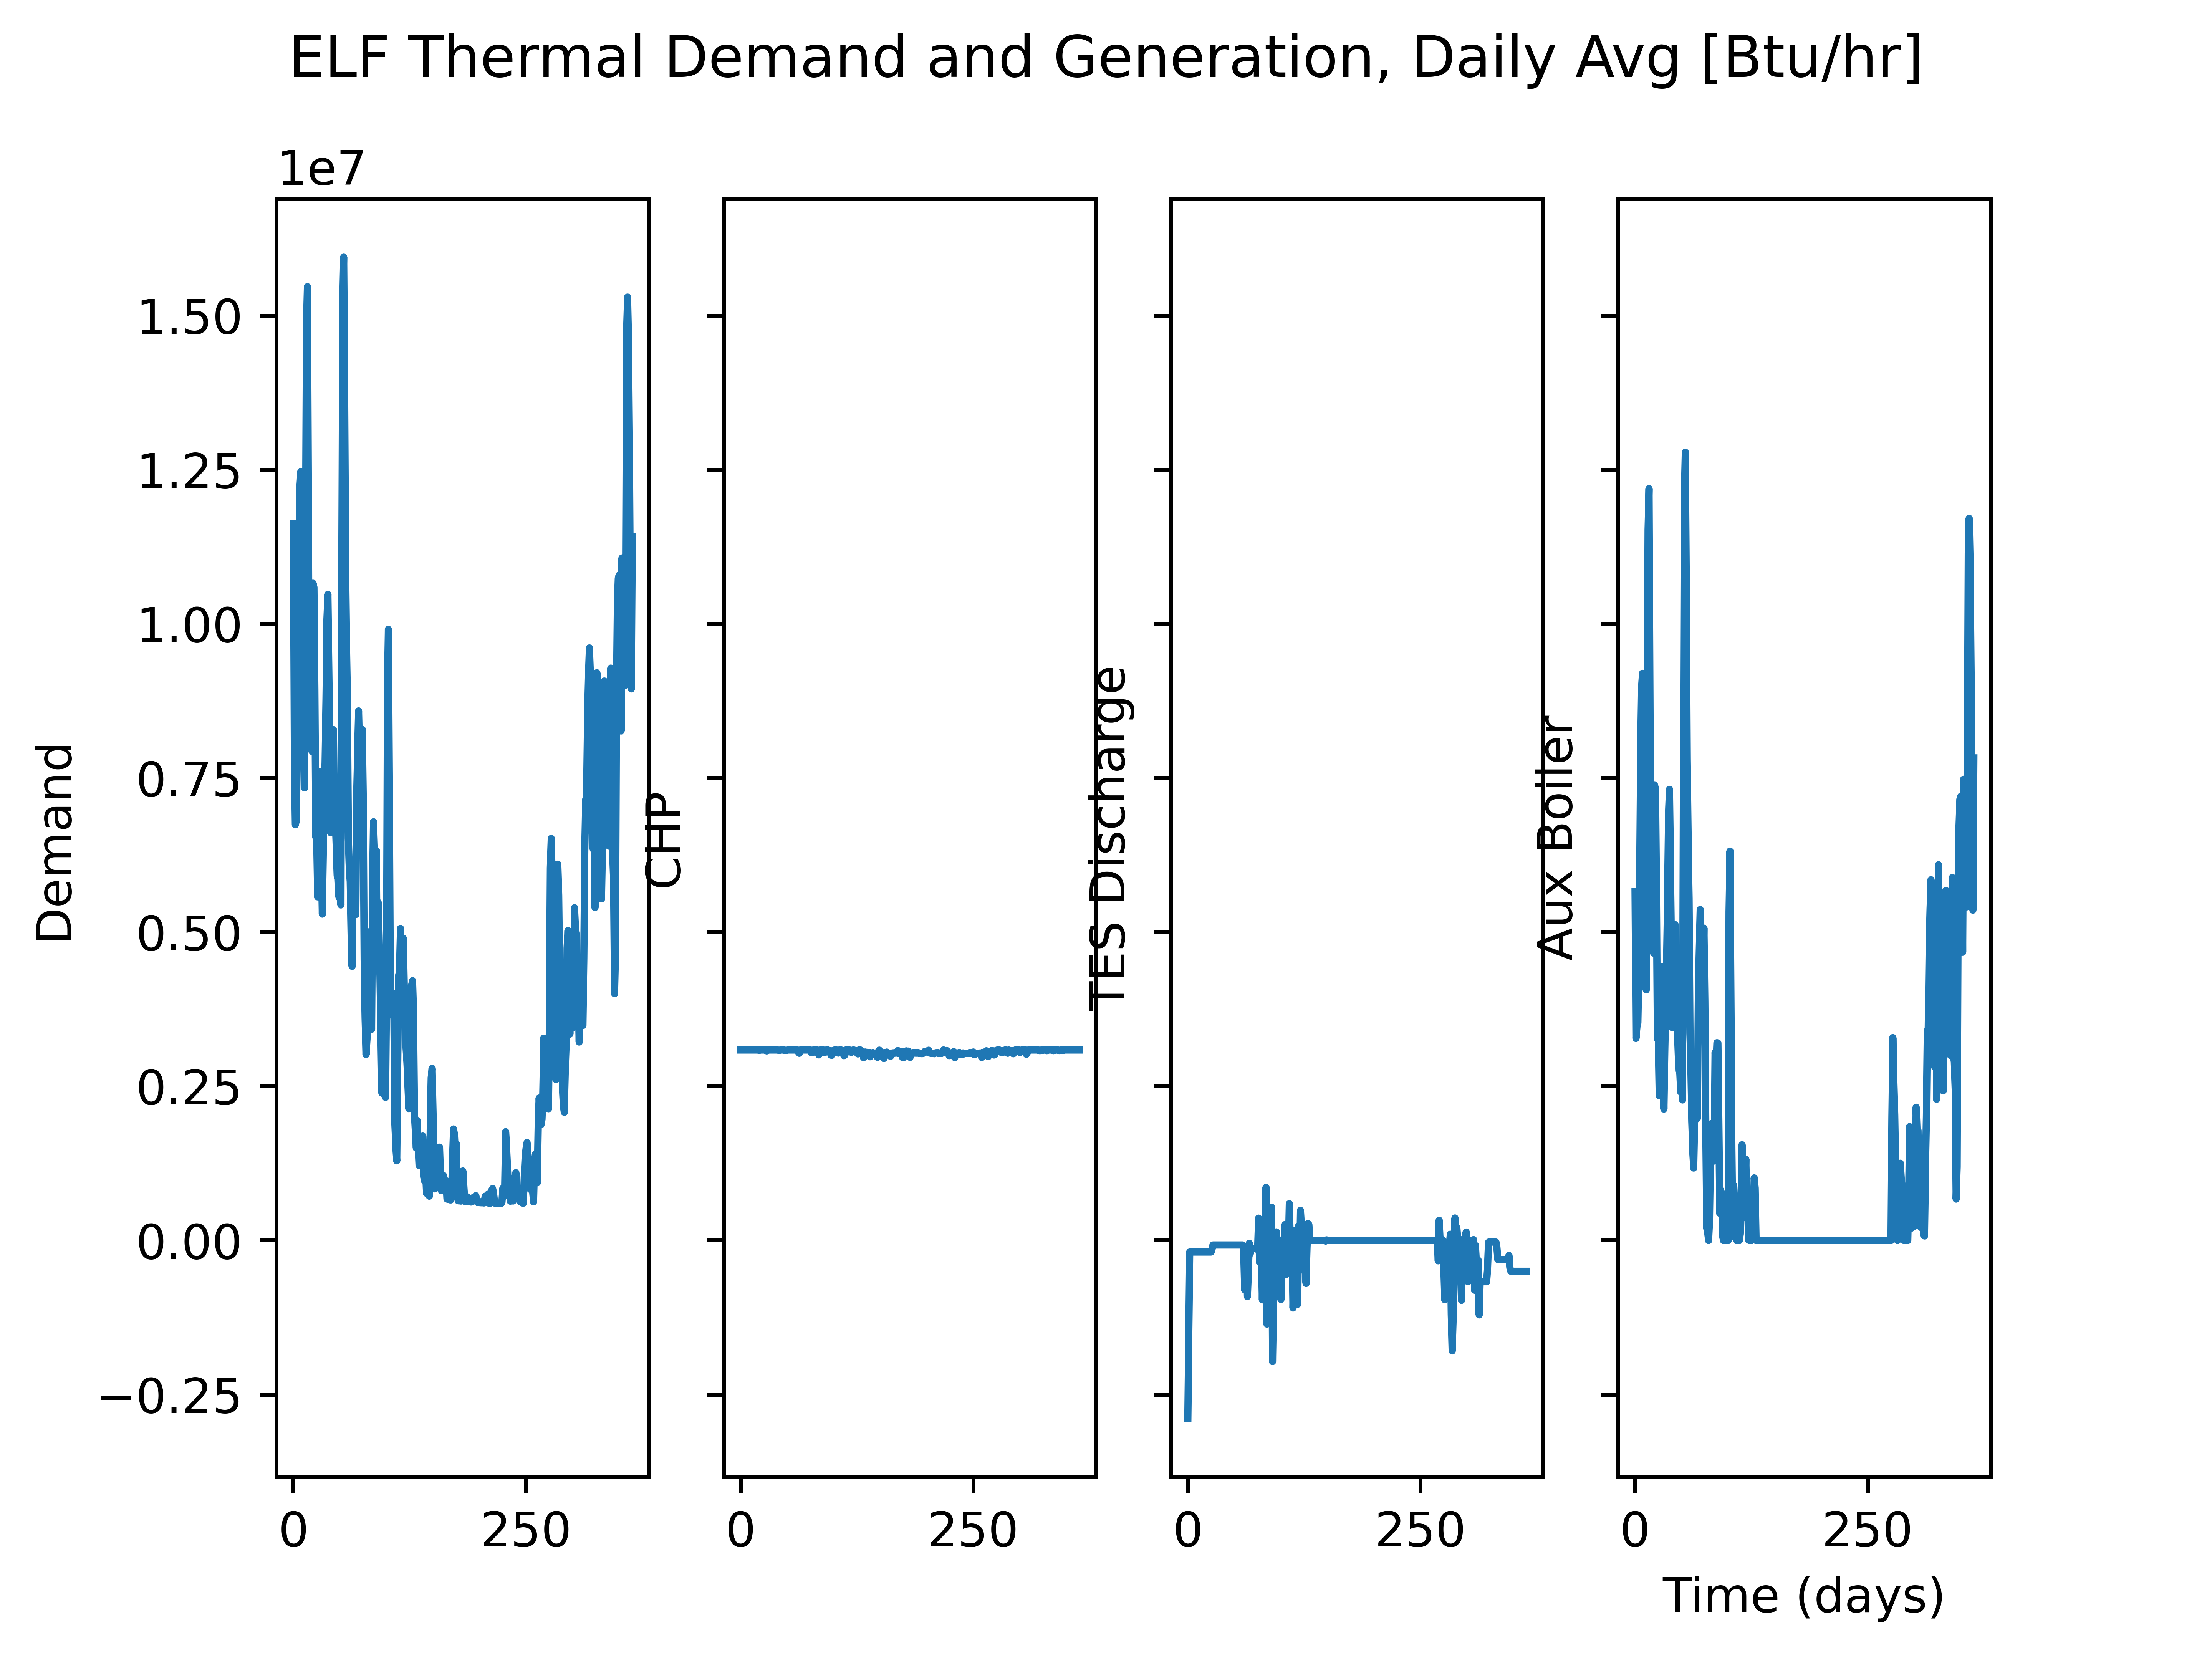 ELF Thermal Demand and Generation, Daily Avg [Btu/hr]
1e7
1.50
1.25
1.00
0.75
0.50
0.25
0.00
−0.25
Demand
CHP
TES Discharge
Aux Boiler
0 250
0 250
0 250
0 250
Time (days)